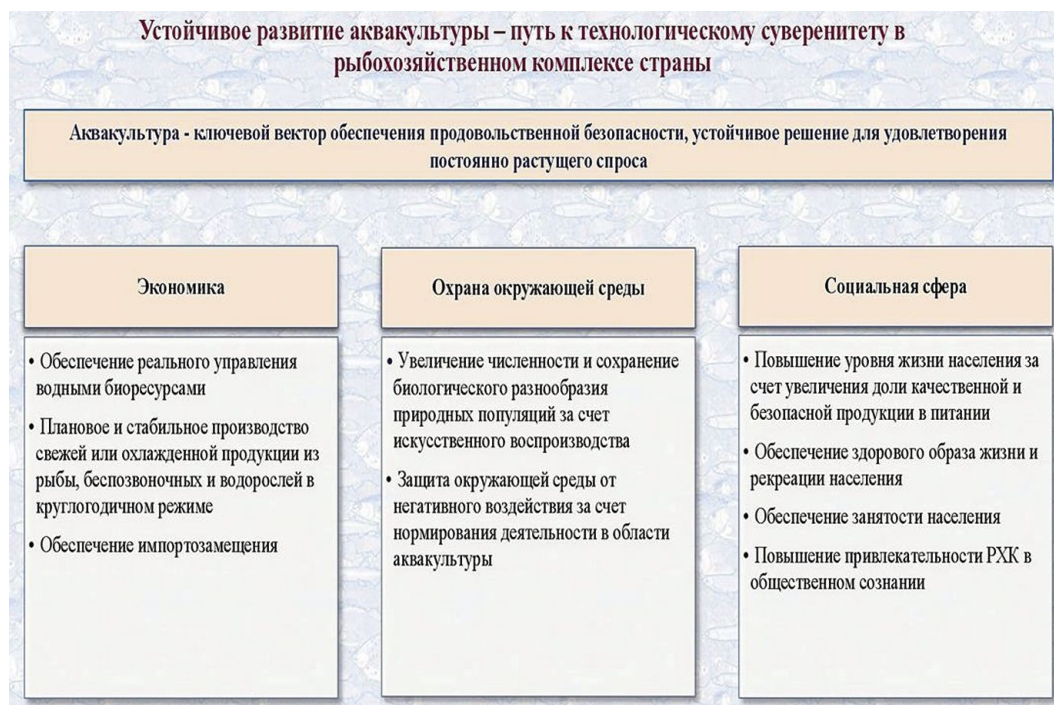 Устойчивое развитие аквакультуры – путь к технологическому суверенитету в
рыбохозяйственном комплексе страны
Аквакультура - ключевой вектор обеспечения продовольственной безопасности, устойчивое решение для удовлетворения
постоянно растущего спроса
Экономика
• Обеспечение реального управления
водными биоресурсами
• Плановое и стабильное производство
свежей или охлажденной продукции из
рыбы, беспозвоночных и водорослей в
круглогодичном режиме
• Обеспечение импортозамещения
Охрана окружающей среды
• Увеличение численности и сохранение
биологического разнообразия
природных популяций за счет
искусственного воспроизводства
• Защита окружающей среды от
негативного воздействия за счет
нормирования деятельности в области
аквакультуры
Социальная сфера
• Повышение уровня жизни населения за
счет увеличения доли качественной и
безопасной продукции в питании
• Обеспечение здорового образа жизни и
рекреации населения
• Обеспечение занятости населения
• Повышение привлекательности РХК в
общественном сознании